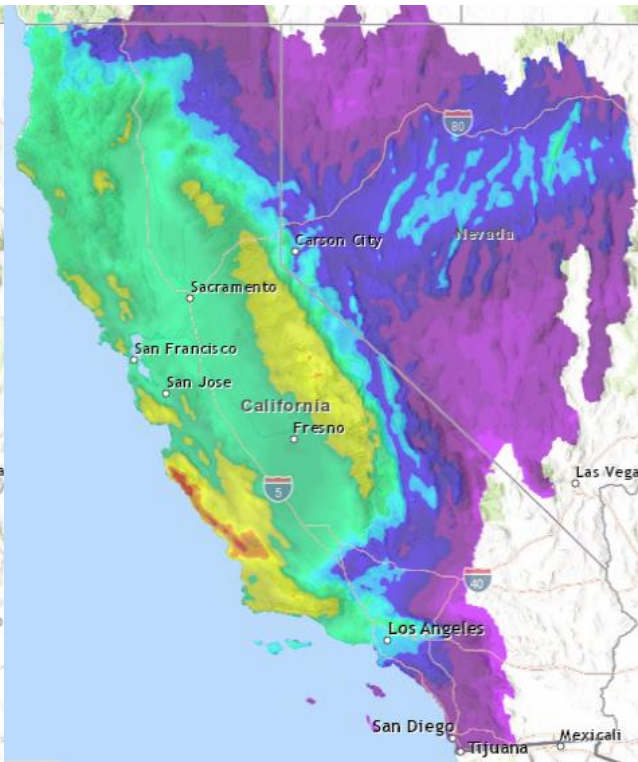 80
Carson City
Nevada
Sacramento
San Francisco
San Jose
California
Fresno
5
Las Vega
40
Los Angeles
San Diego
Tijuana
Mexicali